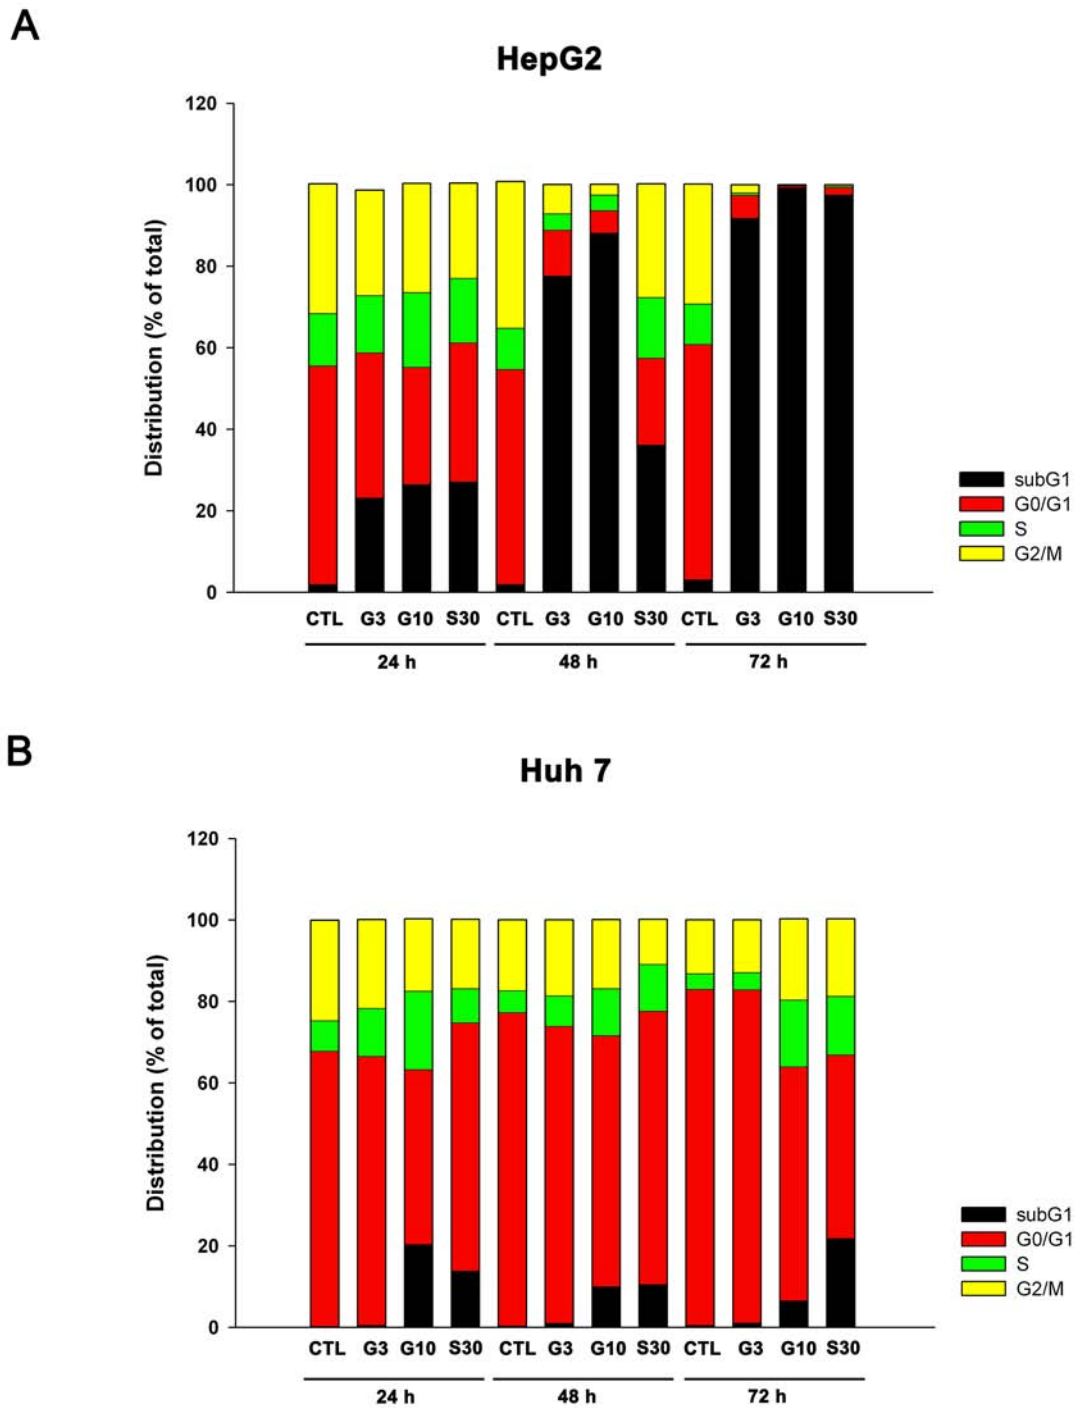 A
HepG2
Distribution (% of total)
120
100
80
60
40
20
0
CTL G3 G10 S30 CTL G3 G10 S30 CTL G3 G10 S30
24 h 48 h 72 h
subG1
G0/G1
S
G2/M
B
Huh 7
Distribution (% of total)
120
100
80
60
40
20
0
CTL G3 G10 S30 CTL G3 G10 S30 CTL G3 G10 S30
24 h 48 h 72 h
subG1
G0/G1
S
G2/M